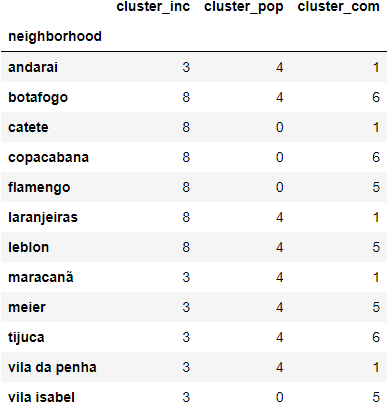 cluster_inc cluster_pop cluster_com
neighborhood
andarai 3 4 1
botafogo 8 4 6
catete 8 0 1
copacabana 8 0 6
flamengo 8 0 5
laranjeiras 8 4 1
leblon 8 4 5
maracanã 3 4 1
meier 3 4 5
tijuca 3 4 6
vila da penha 3 4 1
vila isabel 3 0 5